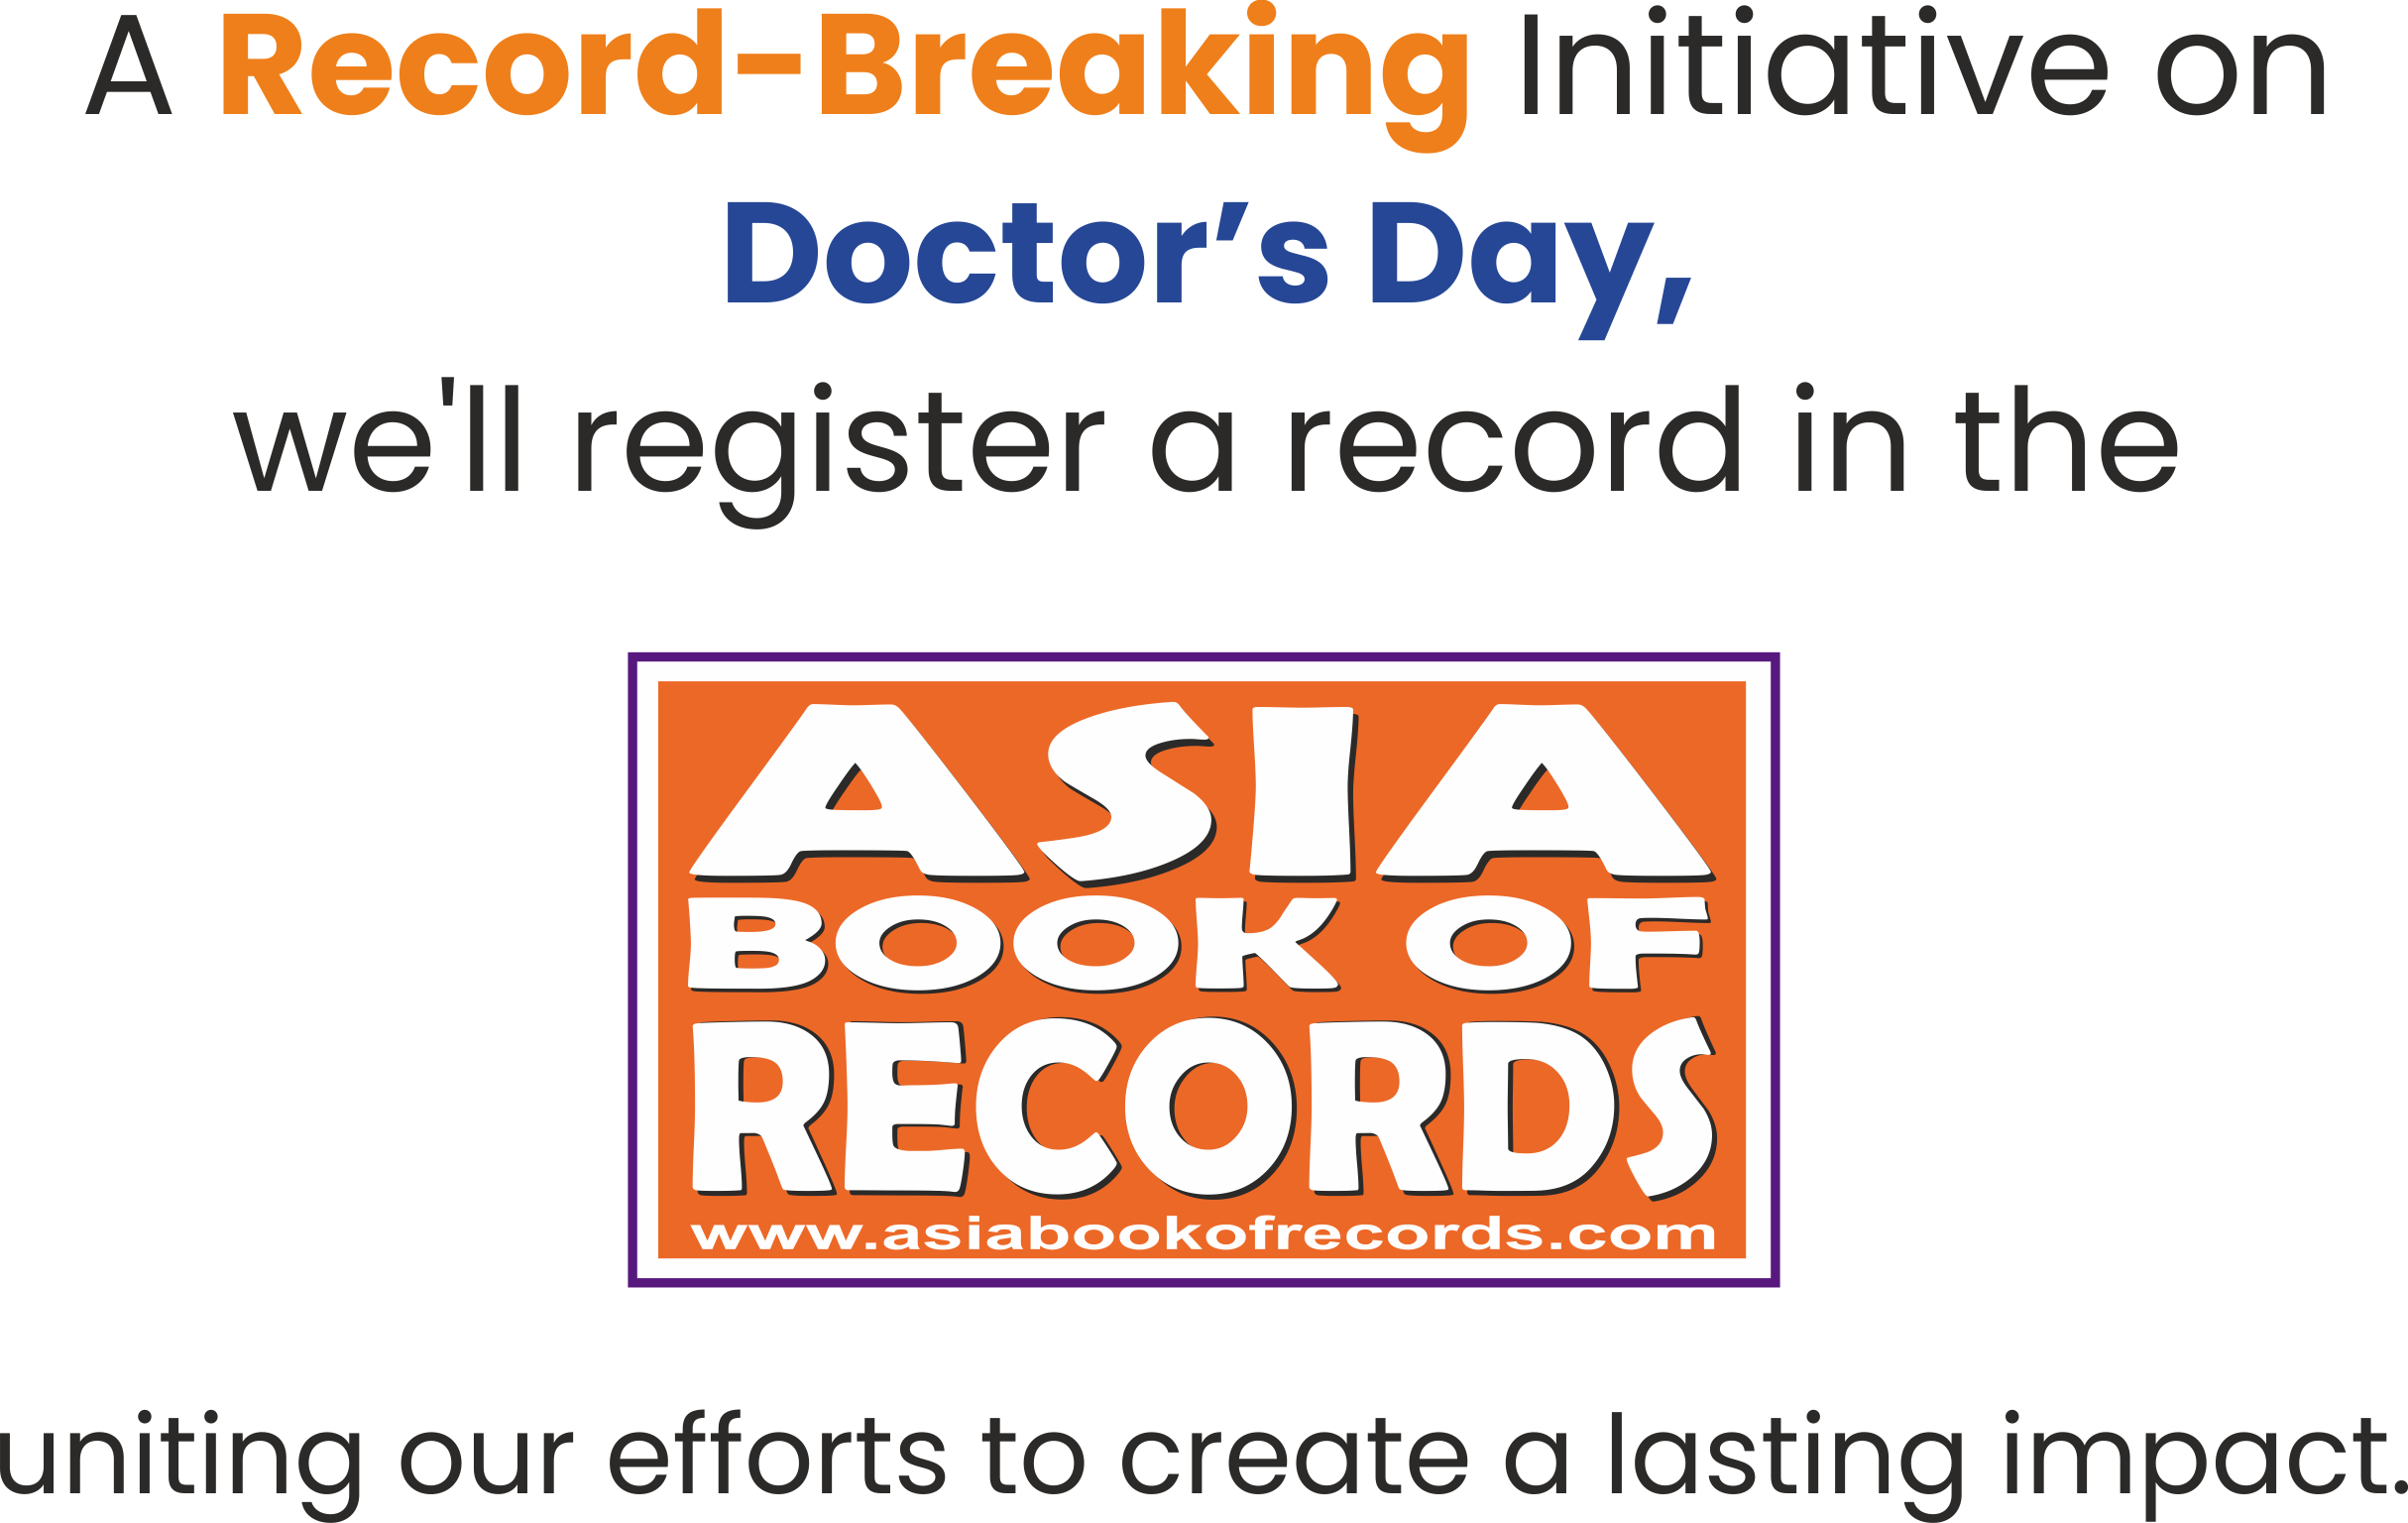 A Record-Breaking Initiative on
Doctor’s Day,
we'll register a record in the
ASIA
BOOK OF
RECORDS
www.asiabookofrecords.com
uniting our efforts to create a lasting impact.